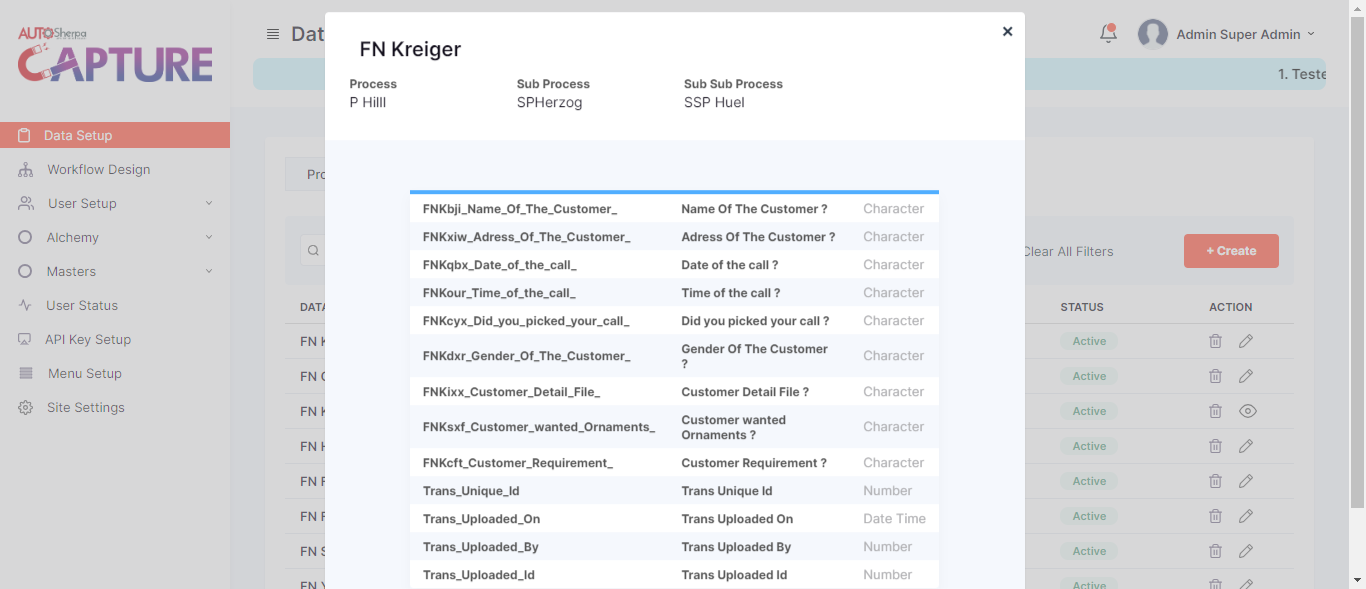 AUTO Sherpa
CAPTURE
Data Setup
Workflow Design
User Setup
Alchemy
Masters
User Status
API Key Setup
Menu Setup
Site Settings
Dat
Admin Super Admin
1. Teste
Pro
Clear All Filters
+ Create
DATA
STATUS
ACTION
FN K
Active
FN
Active
FN K
Active
FN H
Active
FN F
Active
FN F
Active
FN S
Active
FN Y
Active
FN Kreiger
×
Process Sub Process Sub Sub Process
P Hilll SPHerzog SSP Huel
FNKbji_Name_Of_The_Customer_ Name Of The Customer ? Character
FNKxiw_Adress_Of_The_Customer_ Adress Of The Customer ? Character
FNKqbx_Date_of_the_call_ Date of the call ? Character
FNKour_Time_of_the_call_ Time of the call ? Character
FNKcyx_Did_you_picked_your_call_ Did you picked your call ? Character
FNKdxr_Gender_Of_The_Customer_ Gender Of The Customer
? Character
FNKixx_Customer_Detail_File_ Customer Detail File ? Character
FNKsxf_Customer_wanted_Ornaments_ Customer wanted
Ornaments ? Character
FNKcft_Customer_Requirement_ Customer Requirement ? Character
Trans_Unique_Id Trans Unique Id Number
Trans_Uploaded_On Trans Uploaded On Date Time
Trans_Uploaded_By Trans Uploaded By Number
Trans_Uploaded_Id Trans Uploaded Id Number